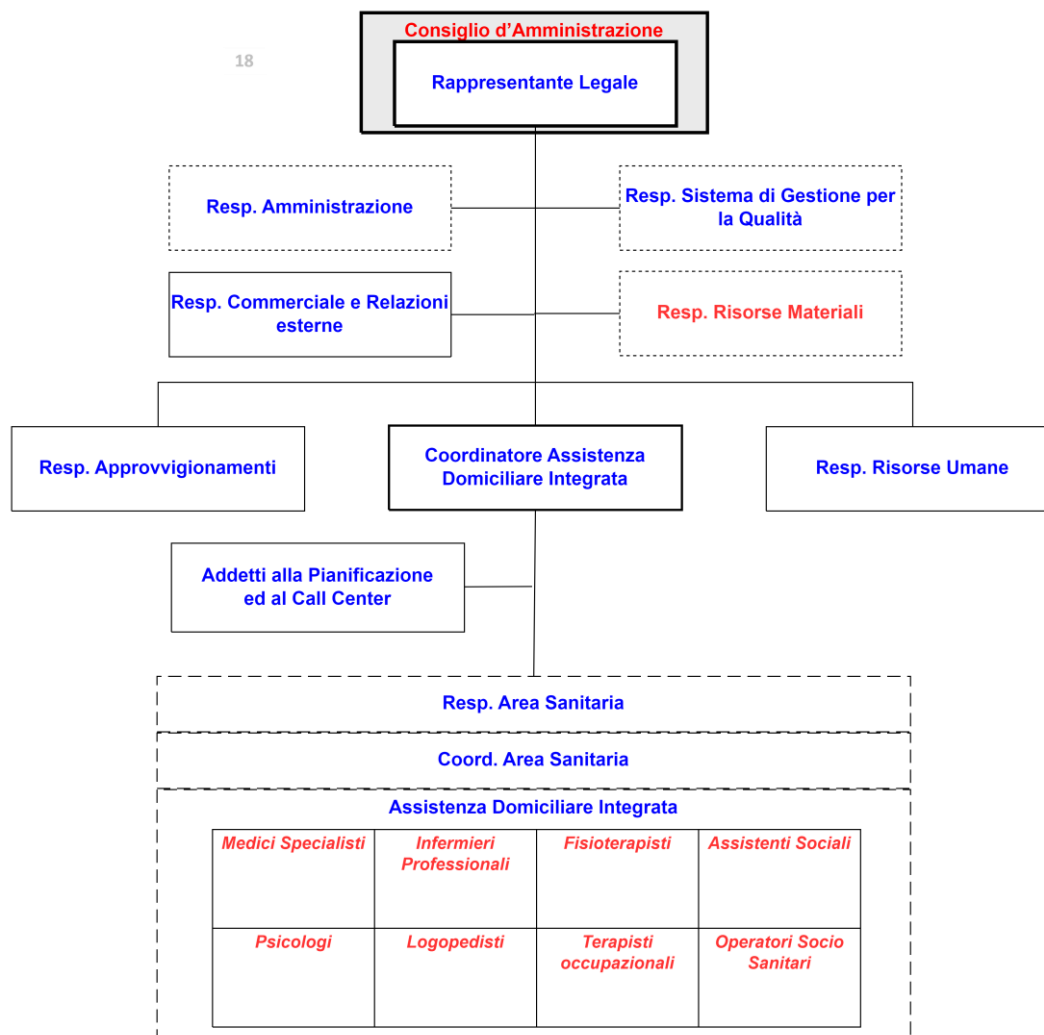 Consiglio d'Amministrazione
18
Rappresentante Legale
Resp. Amministrazione
Resp. Sistema di Gestione per
la Qualità
Resp. Commerciale e Relazioni
esterne
Resp. Risorse Materiali
Resp. Approvvigionamenti
Coordinatore Assistenza
Domiciliare Integrata
Resp. Risorse Umane
Addetti alla Pianificazione
ed al Call Center
Resp. Area Sanitaria
Coord. Area Sanitaria
Assistenza Domiciliare Integrata
Medici Specialisti
Infermieri
Professionali
Fisioterapisti
Assistenti Sociali
Psicologi
Logopedisti
Terapisti
occupazionali
Operatori Socio
Sanitari